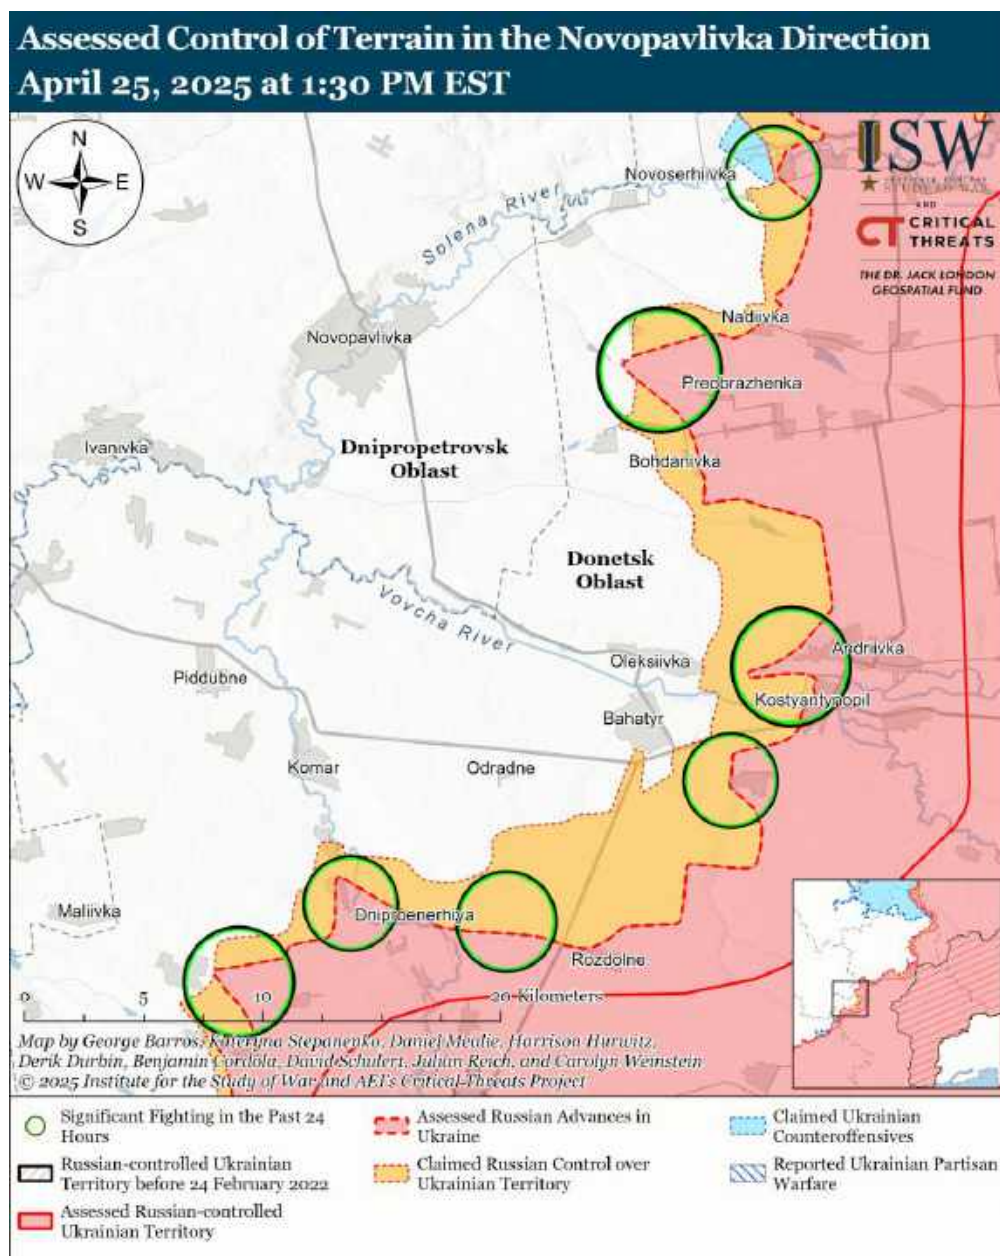 Assessed Control of Terrain in the Novopavlivka Direction
April 25, 2025 at 1:30 PM EST
N
W
E
S
ISW
AND
CT CRITICAL
THREATS
THE DR. JACK LONDON
GEOSPATIAL FUND
Novoserhiivka
Solena River
Nadiivka
Novopavlivka
Preobrazhenka
Ivanivka
Dnipropetrovsk
Oblast
Bohdanivka
Donetsk
Oblast
Vovcha River
Andriivka
Oleksiivka
Piddubne
Kostyantynopil
Bahatyr
Komar
Odradne
Maliivka
Dniproenerhiya
Rozdolne
0 5 10 20 Kilometers
Map by George Barros, Kateryna Stepanenko, Daniel Mealie, Harrison Hurwitz,
Derik Durbin, Benjamin Cordola, David Schulert, Julian Reich, and Carolyn Weinstein
© 2025 Institute for the Study of War and AEI's Critical Threats Project
Significant Fighting in the Past 24
Hours
Russian-controlled Ukrainian
Territory before 24 February 2022
Assessed Russian-controlled
Ukrainian Territory
Assessed Russian Advances in
Ukraine
Claimed Russian Control over
Ukrainian Territory
Claimed Ukrainian
Counteroffensives
Reported Ukrainian Partisan
Warfare